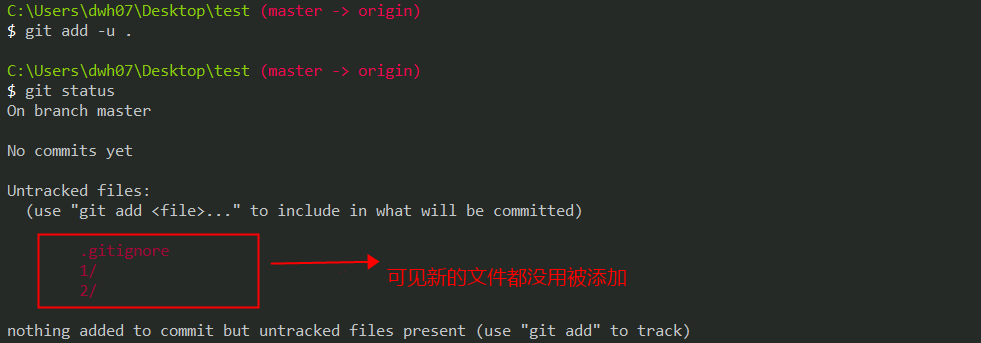 C:\Users\dwh07\Desktop\test (master -> origin)
$ git add -u .
C:\Users\dwh07\Desktop\test (master -> origin)
$ git status
On branch master
No commits yet
Untracked files:
(use "git add <file>..." to include in what will be committed)
.gitignore
1/
2/
可见新的文件都没用被添加
nothing added to commit but untracked files present (use "git add" to track)